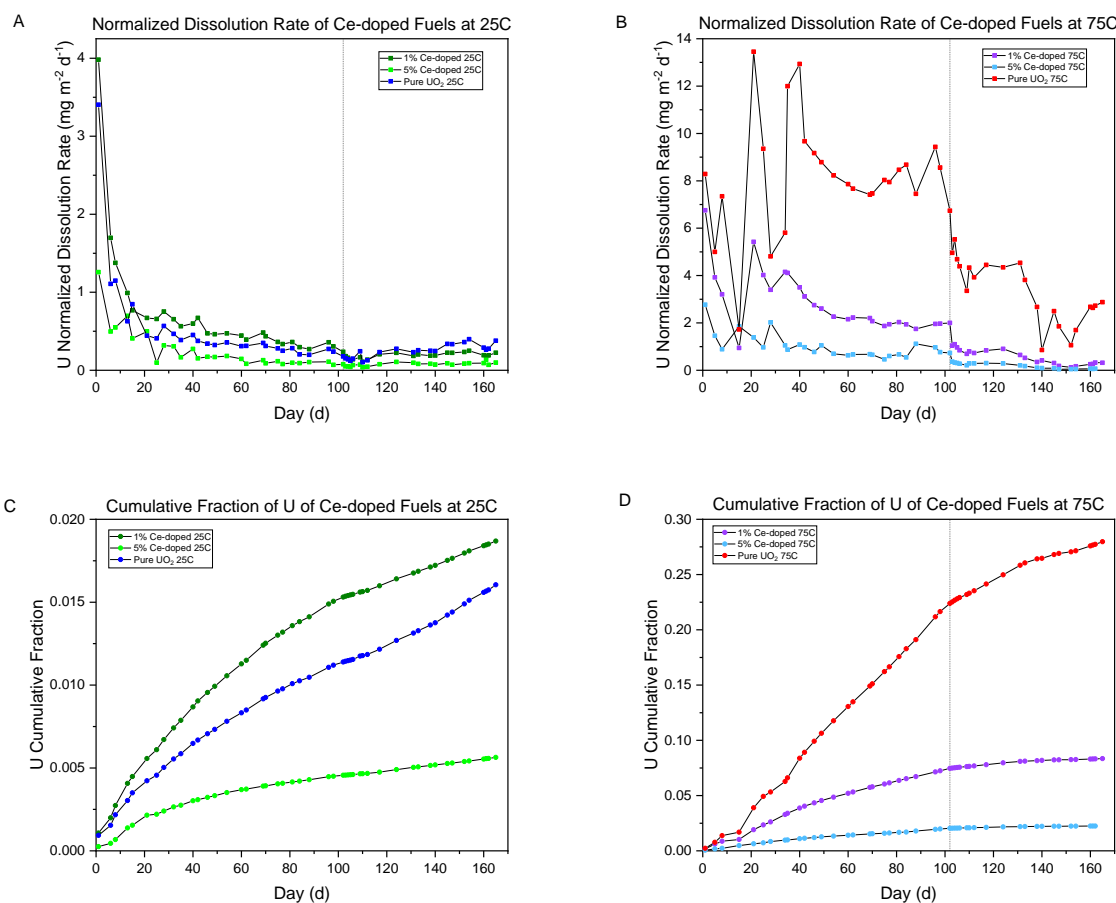 A
Normalized Dissolution Rate of Ce-doped Fuels at 25C
U Normalized Dissolution Rate (mg m⁻² d⁻¹)
4
3
2
1
0
1% Ce-doped 25C
5% Ce-doped 25C
Pure UO₂ 25C
0 20 40 60 80 100 120 140 160
Day (d)
B
Normalized Dissolution Rate of Ce-doped Fuels at 75C
U Normalized Dissolution Rate (mg m⁻² d⁻¹)
14
12
10
8
6
4
2
0
1% Ce-doped 75C
5% Ce-doped 75C
Pure UO₂ 75C
0 20 40 60 80 100 120 140 160
Day (d)
C
Cumulative Fraction of U of Ce-doped Fuels at 25C
U Cumulative Fraction
0.020
0.015
0.010
0.005
0.000
1% Ce-doped 25C
5% Ce-doped 25C
Pure UO₂ 25C
0 20 40 60 80 100 120 140 160
Day (d)
D
Cumulative Fraction of U of Ce-doped Fuels at 75C
U Cumulative Fraction
0.30
0.25
0.20
0.15
0.10
0.05
0.00
1% Ce-doped 75C
5% Ce-doped 75C
Pure UO₂ 75C
0 20 40 60 80 100 120 140 160
Day (d)